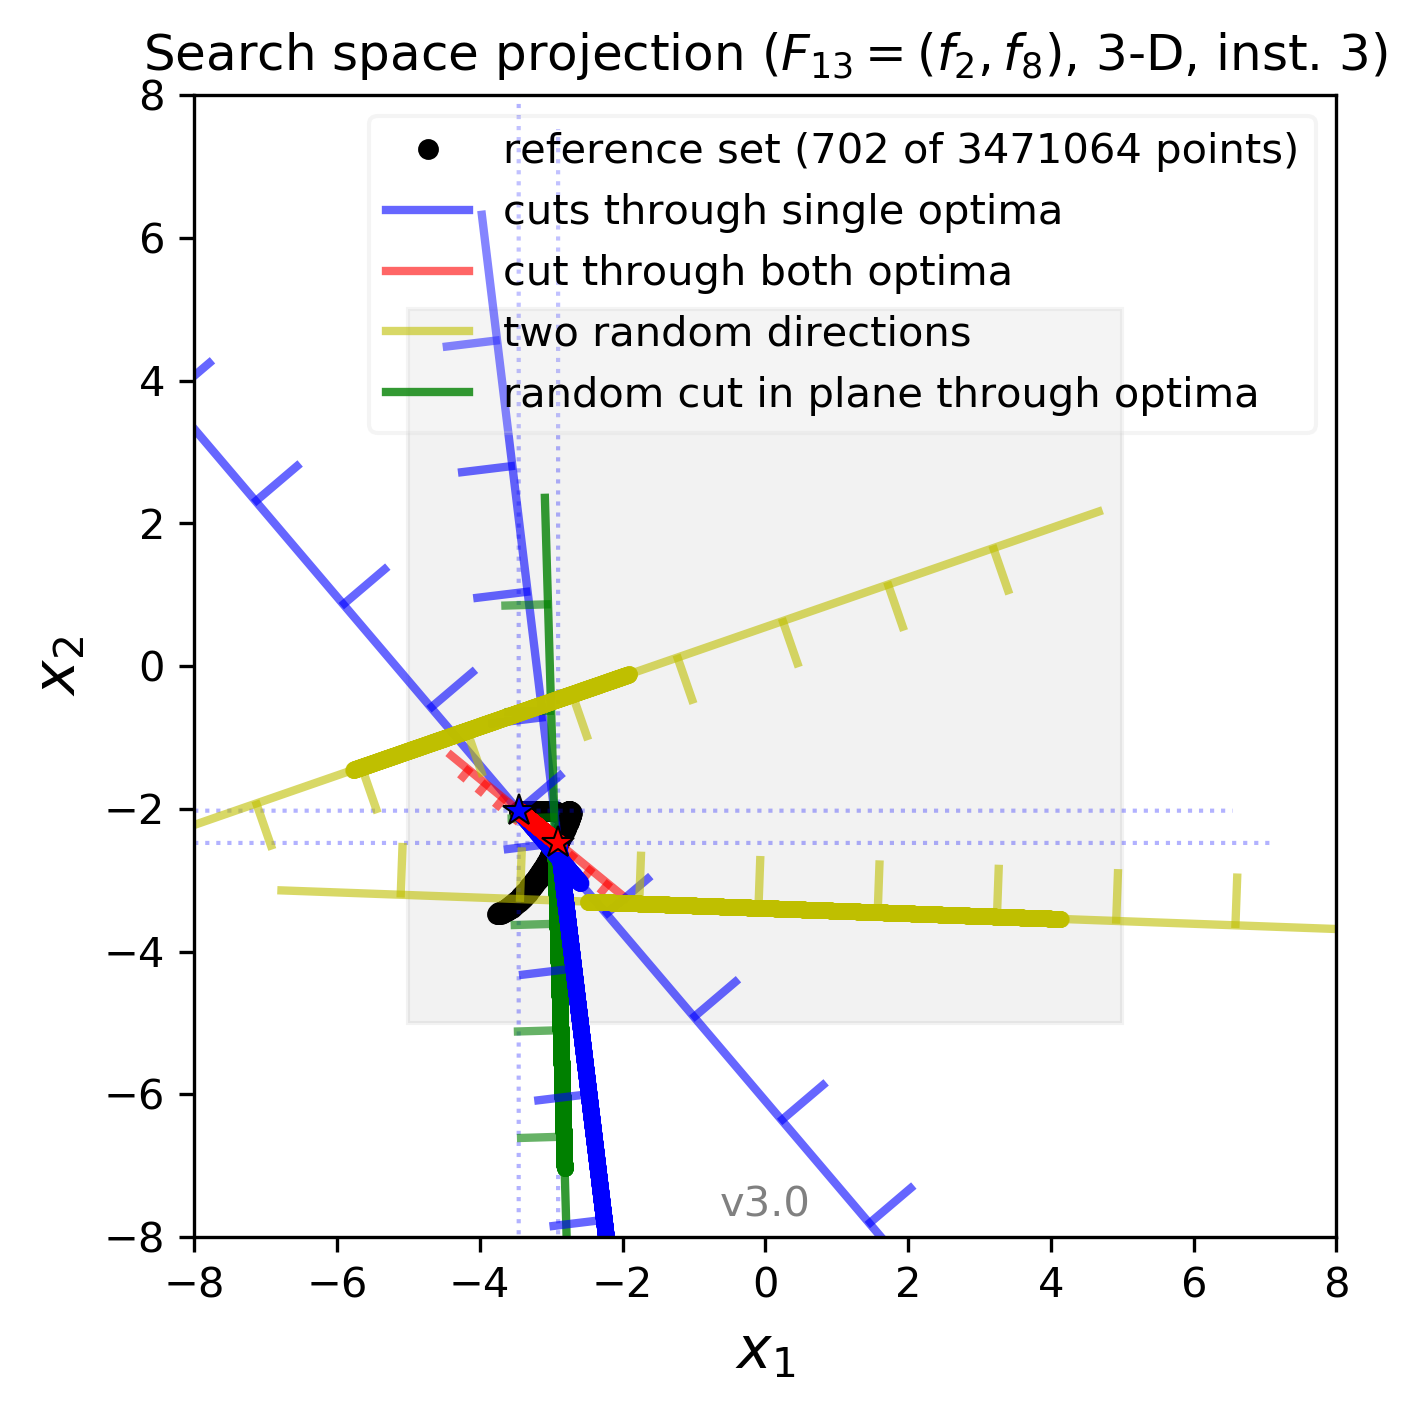 Search space projection (F₁₃ = (f₂, f₈), 3-D, inst. 3)
8
6
4
2
0
−2
−4
−6
−8
x₂
reference set (702 of 3471064 points)
cuts through single optima
cut through both optima
two random directions
random cut in plane through optima
v3.0
−8 −6 −4 −2 0 2 4 6 8
x₁